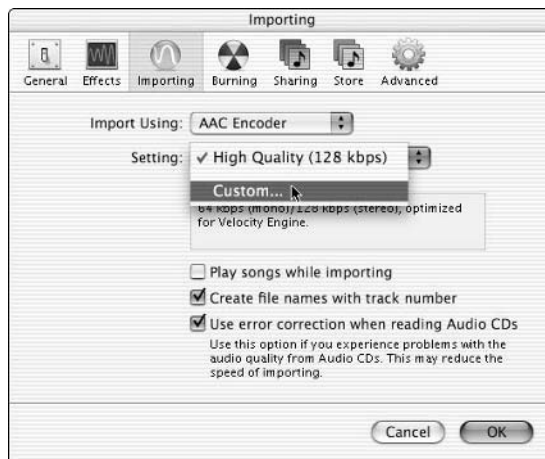 Importing
General Effects Importing Burning Sharing Store Advanced
Import Using: AAC Encoder
Setting: ✓ High Quality (128 kbps)
Custom...
64 kbps (mono)/128 kbps (stereo), optimized
for Velocity Engine.
Play songs while importing
Create file names with track number
Use error correction when reading Audio CDs
Use this option if you experience problems with the
audio quality from Audio CDs. This may reduce the
speed of importing.
Cancel OK